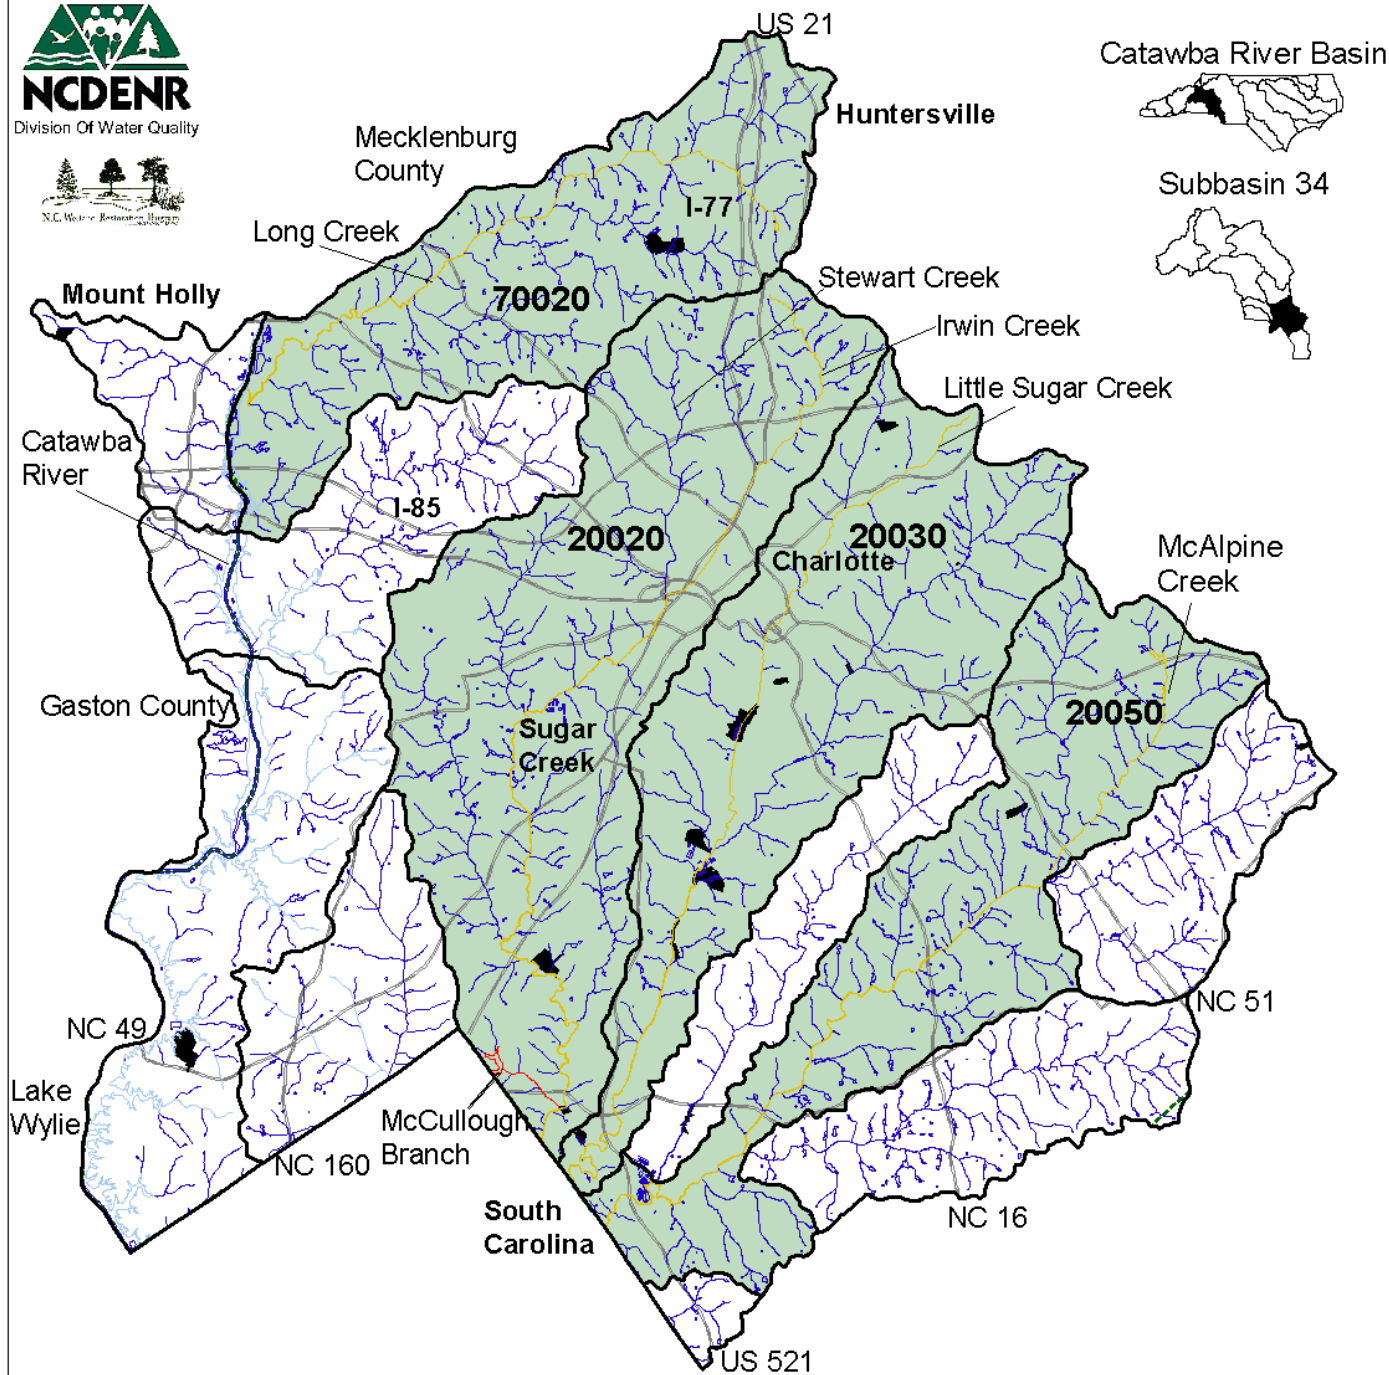 US 21
Catawba River Basin
NCDENR
Division Of Water Quality
Huntersville
Mecklenburg
County
Subbasin 34
N.C. Wetlands Restoration Program
I-77
Long Creek
Stewart Creek
Mount Holly
70020
Irwin Creek
Little Sugar Creek
Catawba
River
I-85
20020
20030
Charlotte
McAlpine
Creek
Gaston County
20050
Sugar
Creek
NC 51
NC 49
Lake
Wylie
McCullough
Branch
NC 160
South
Carolina
NC 16
US 521